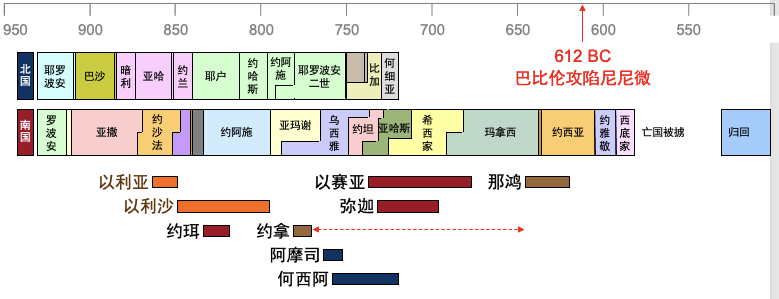 950 900 850 800 750 700 650 600 550
612 BC
巴比伦攻陷尼尼微
北国 耶罗波安 巴沙 暗利 亚哈 约兰 耶户 约哈斯 约阿施 耶罗波安二世 比加 何细亚
南国 罗波安 亚撒 约沙法 约阿施 亚玛谢 乌西雅 约坦 亚哈斯 希西家 玛拿西 约西亚 约雅敬 西底家 亡国被掳 归回
以利亚 以赛亚 那鸿
以利沙 弥迦
约珥 约拿
阿摩司
何西阿